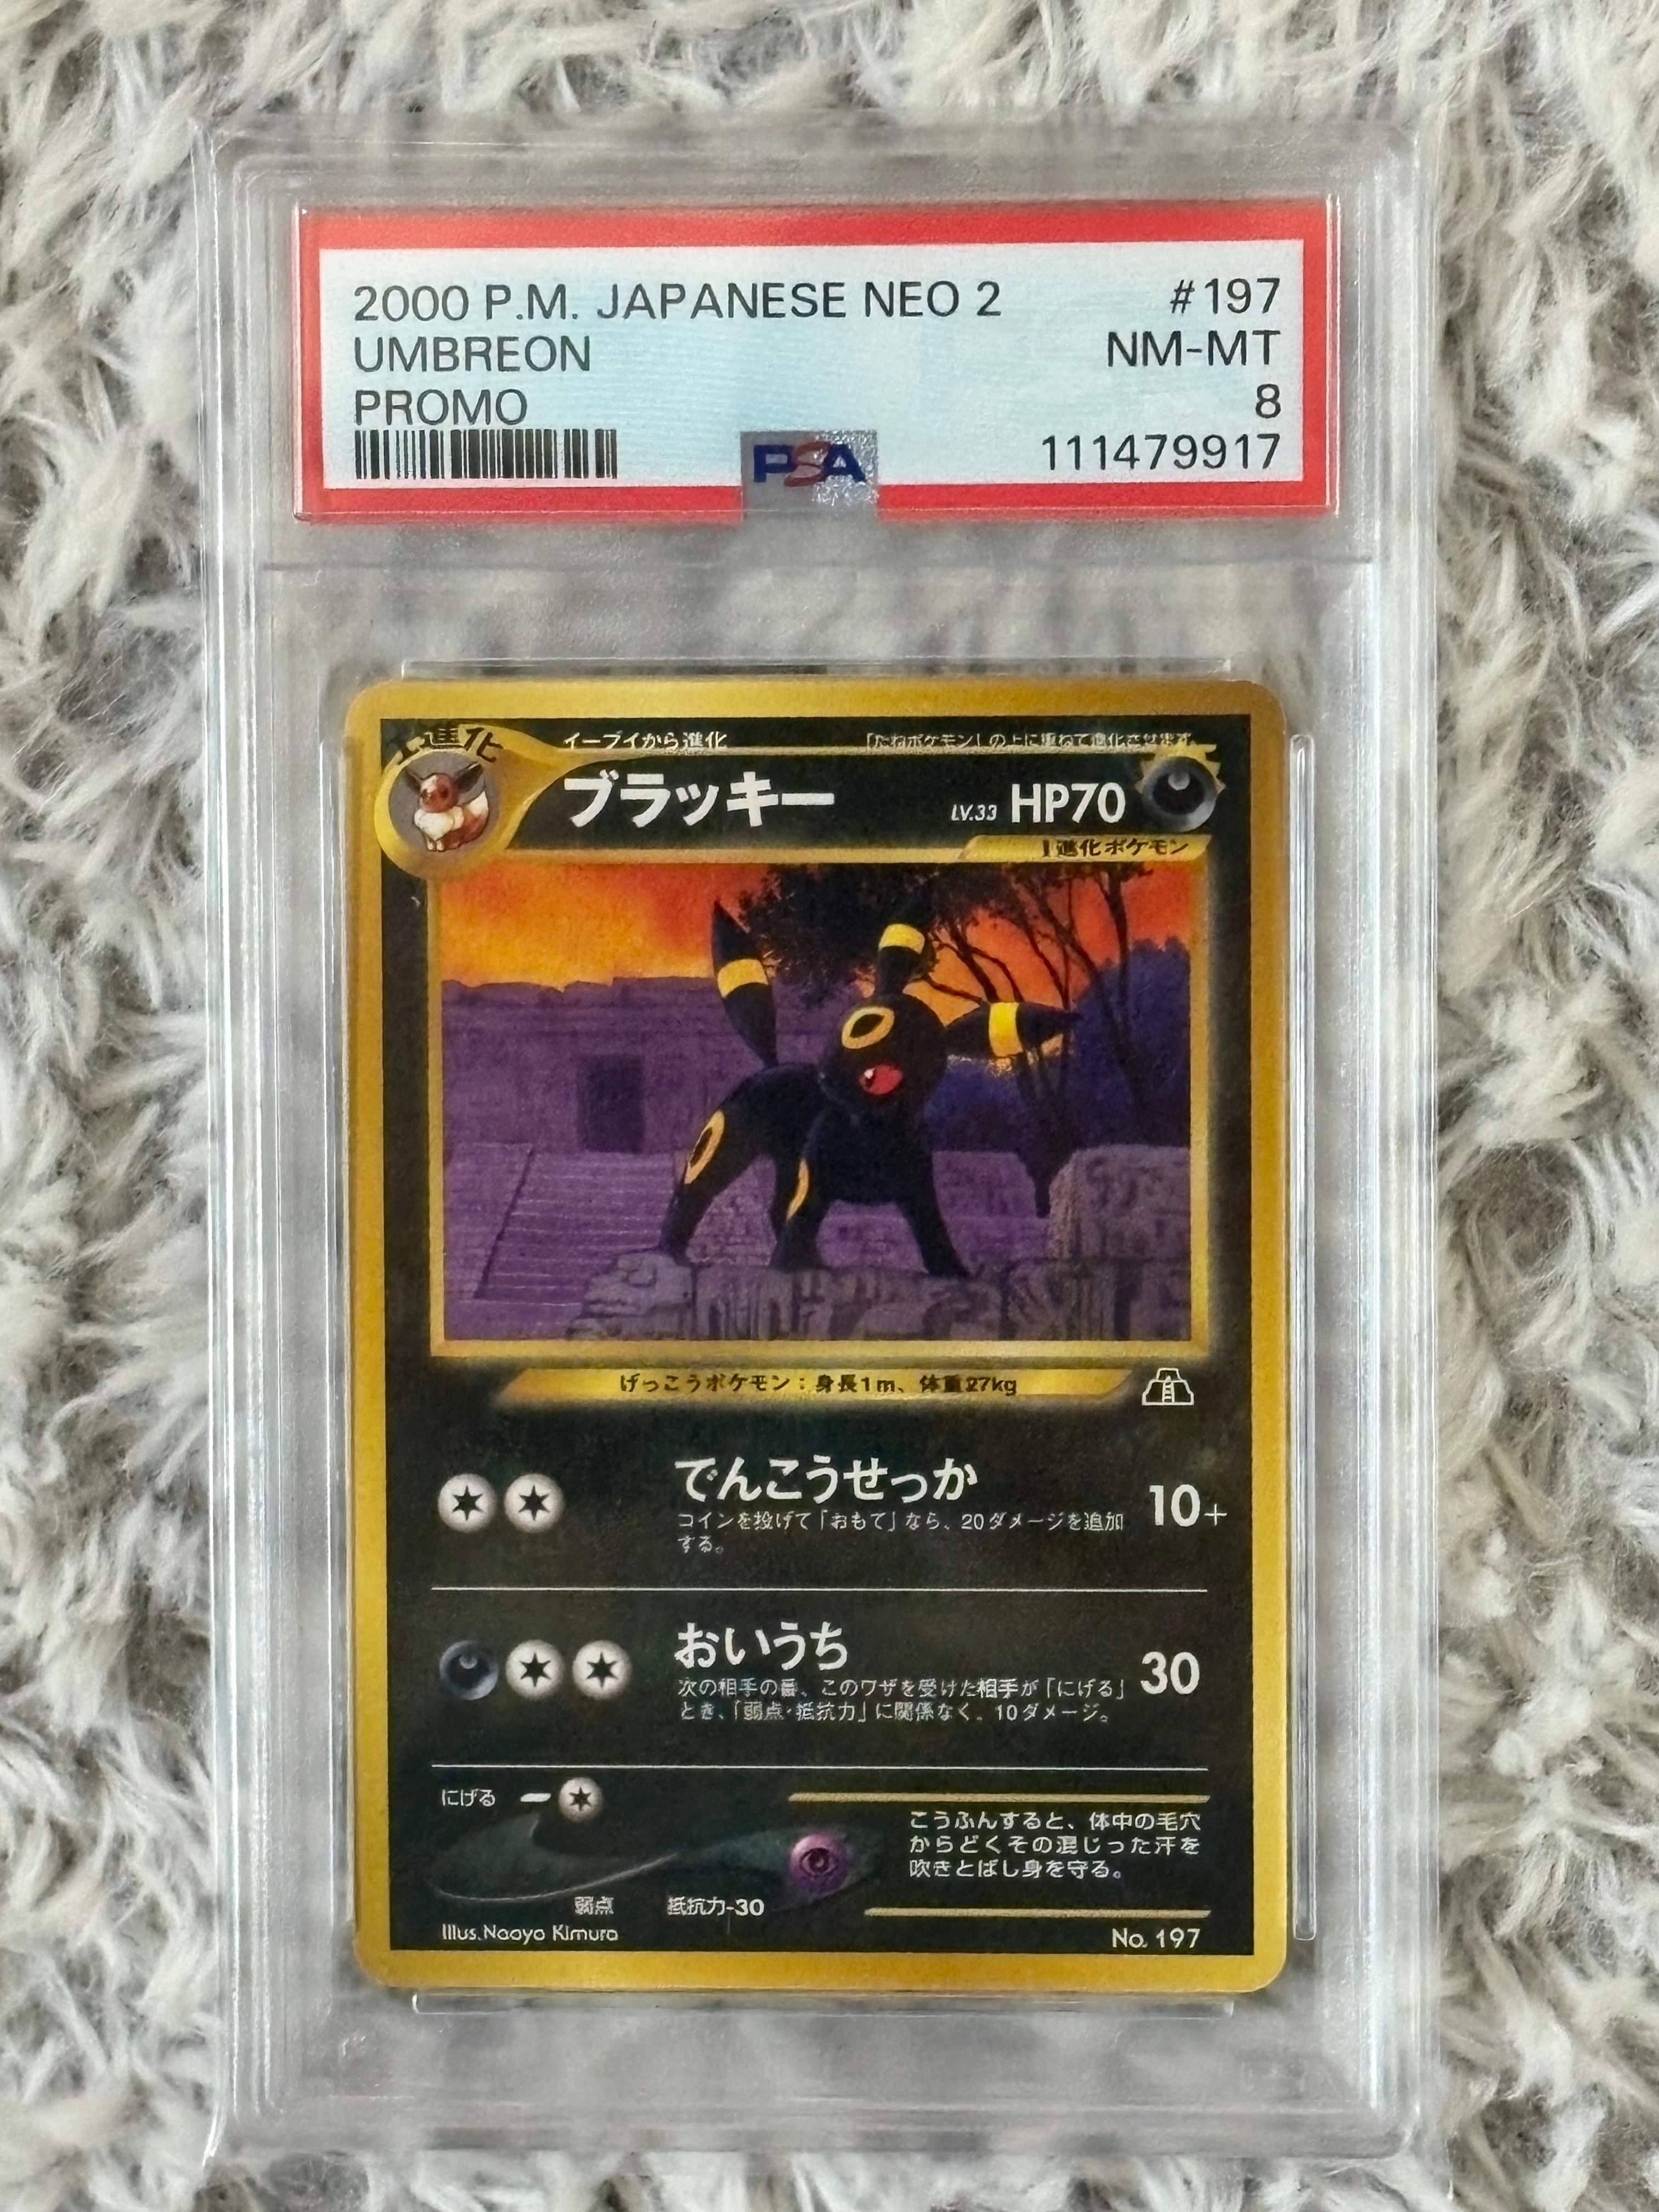 2000 P.M. JAPANESE NEO 2 #197
UMBREON NM-MT
PROMO 8
PSA 111479917
1進化 イーブイから進化 「たねポケモン」の上に重ねて進化させます。
ブラッキー LV.33 HP70
1進化ポケモン
げっこうポケモン：身長1m、体重27kg
でんこうせっか 10+
コインを投げて「おもて」なら、20ダメージを追加
する。
おいうち 30
次の相手の番、このワザを受けた相手が「にげる」
とき、「弱点・抵抗力」に関係なく、10ダメージ。
にげる
こうふんすると、体中の毛穴
からどくその混じった汗を
吹きとばし身を守る。
弱点 抵抗力-30
Illus. Naoyo Kimura No. 197